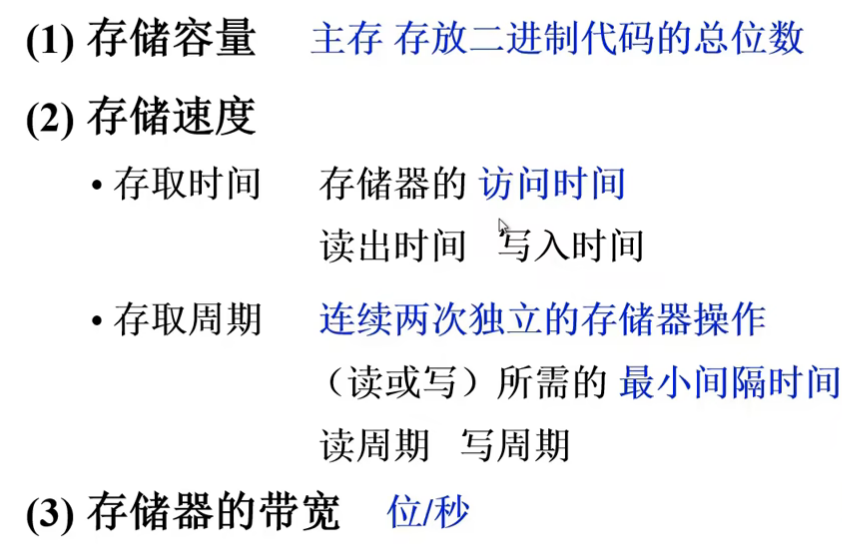 (1) 存储容量 主存 存放二进制代码的总位数
(2) 存储速度
• 存取时间 存储器的 访问时间
读出时间 写入时间
• 存取周期 连续两次独立的存储器操作
（读或写）所需的 最小间隔时间
读周期 写周期
(3) 存储器的带宽 位/秒